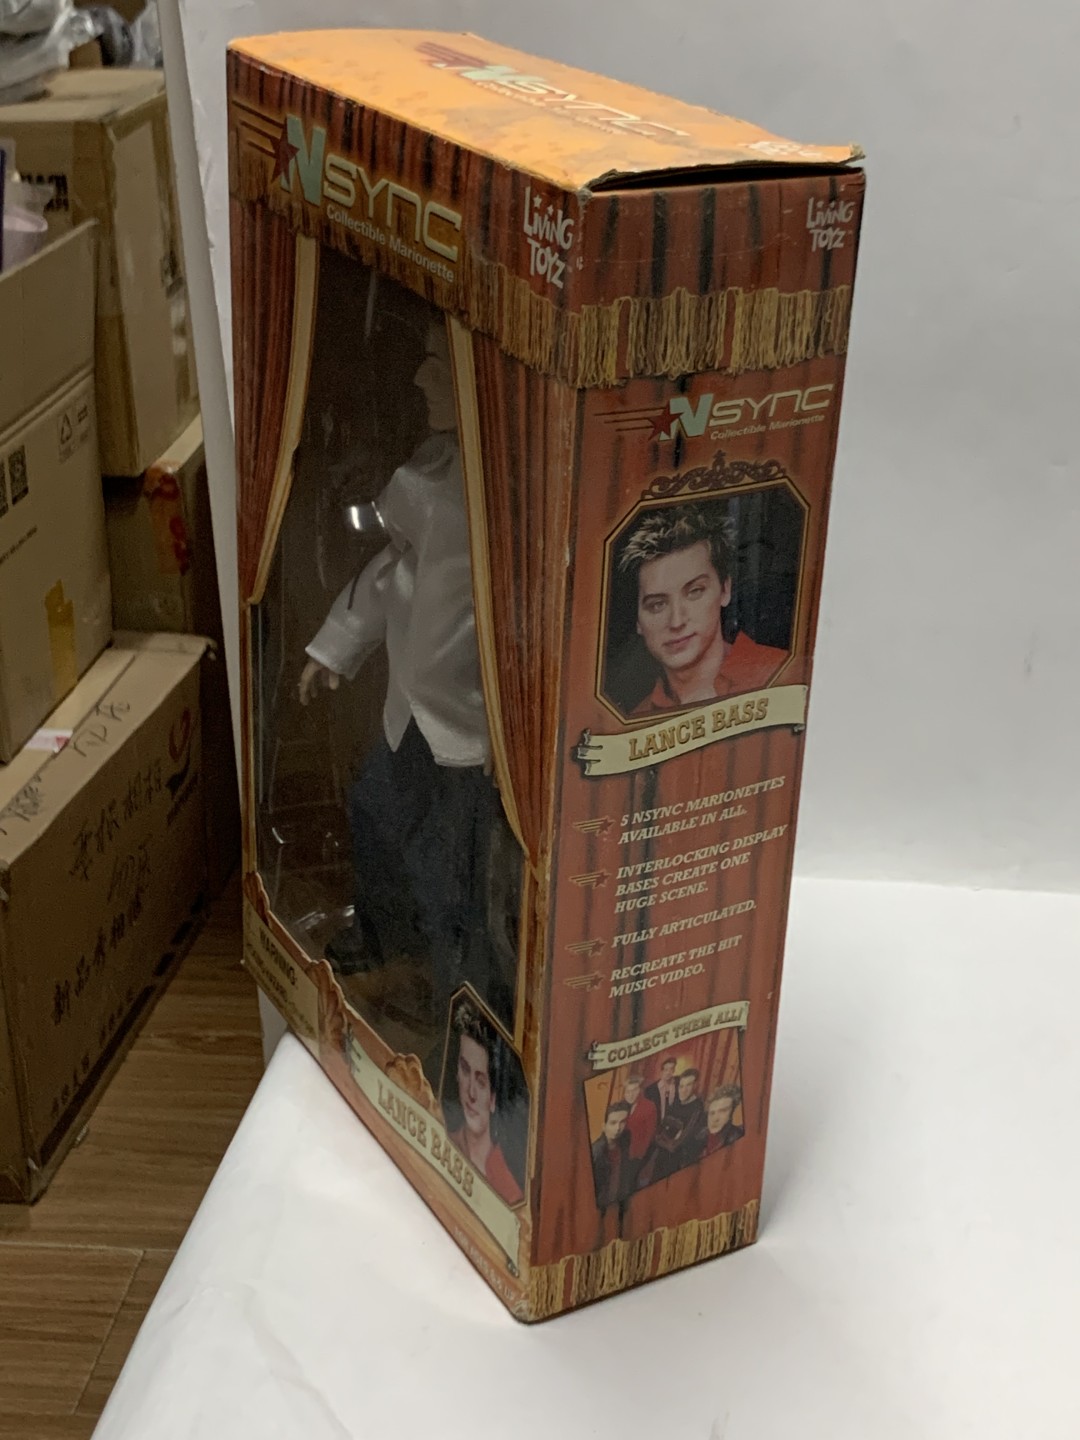 NSYNC
NSYNC
Collectible Marionette
LIVING
TOYZ
LIVING
TOYZ
NSYNC
Collectible Marionette
LANCE BASS
5 NSYNC MARIONETTES
AVAILABLE IN ALL.
INTERLOCKING DISPLAY
BASES CREATE ONE
HUGE SCENE.
FULLY ARTICULATED.
RECREATE THE HIT
MUSIC VIDEO.
COLLECT THEM ALL!
WARNING:
LANCE BASS